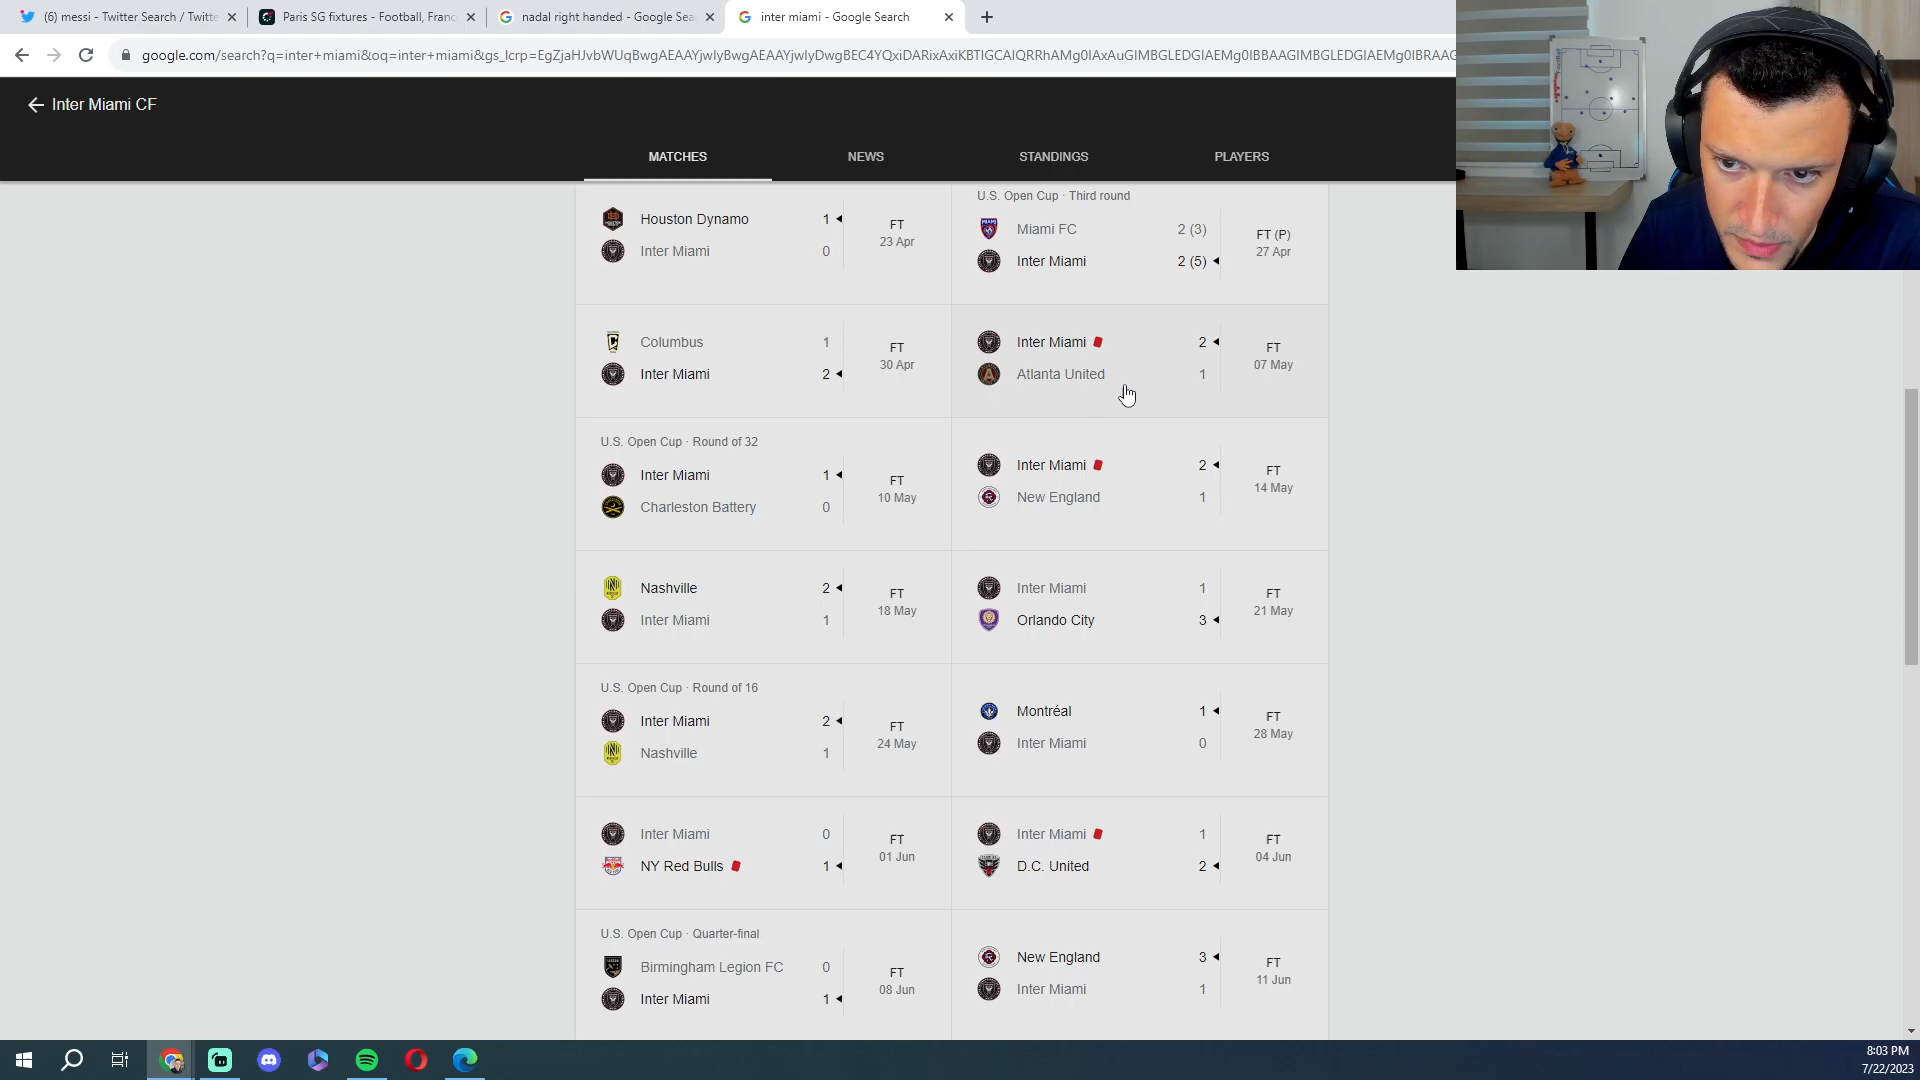 (6) messi - Twitter Search / Twitte
Paris SG fixtures - Football, Franc
nadal right handed - Google Sea
inter miami - Google Search
google.com/search?q=inter+miami&oq=inter+miami&gs_lcrp=
Inter Miami CF
MATCHES NEWS STANDINGS PLAYERS
Houston Dynamo 1
Inter Miami 0
FT
23 Apr
U.S. Open Cup · Third round
Miami FC 2 (3)
Inter Miami 2 (5)
FT (P)
27 Apr
Columbus 1
Inter Miami 2
FT
30 Apr
Inter Miami 2
Atlanta United 1
FT
07 May
U.S. Open Cup · Round of 32
Inter Miami 1
Charleston Battery 0
FT
10 May
Inter Miami 2
New England 1
FT
14 May
Nashville 2
Inter Miami 1
FT
18 May
Inter Miami 1
Orlando City 3
FT
21 May
U.S. Open Cup · Round of 16
Inter Miami 2
Nashville 1
FT
24 May
Montréal 1
Inter Miami 0
FT
28 May
Inter Miami 0
NY Red Bulls 1
FT
01 Jun
Inter Miami 1
D.C. United 2
FT
04 Jun
U.S. Open Cup · Quarter-final
Birmingham Legion FC 0
Inter Miami 1
FT
08 Jun
New England 3
Inter Miami 1
FT
11 Jun
8:03 PM
7/22/2023